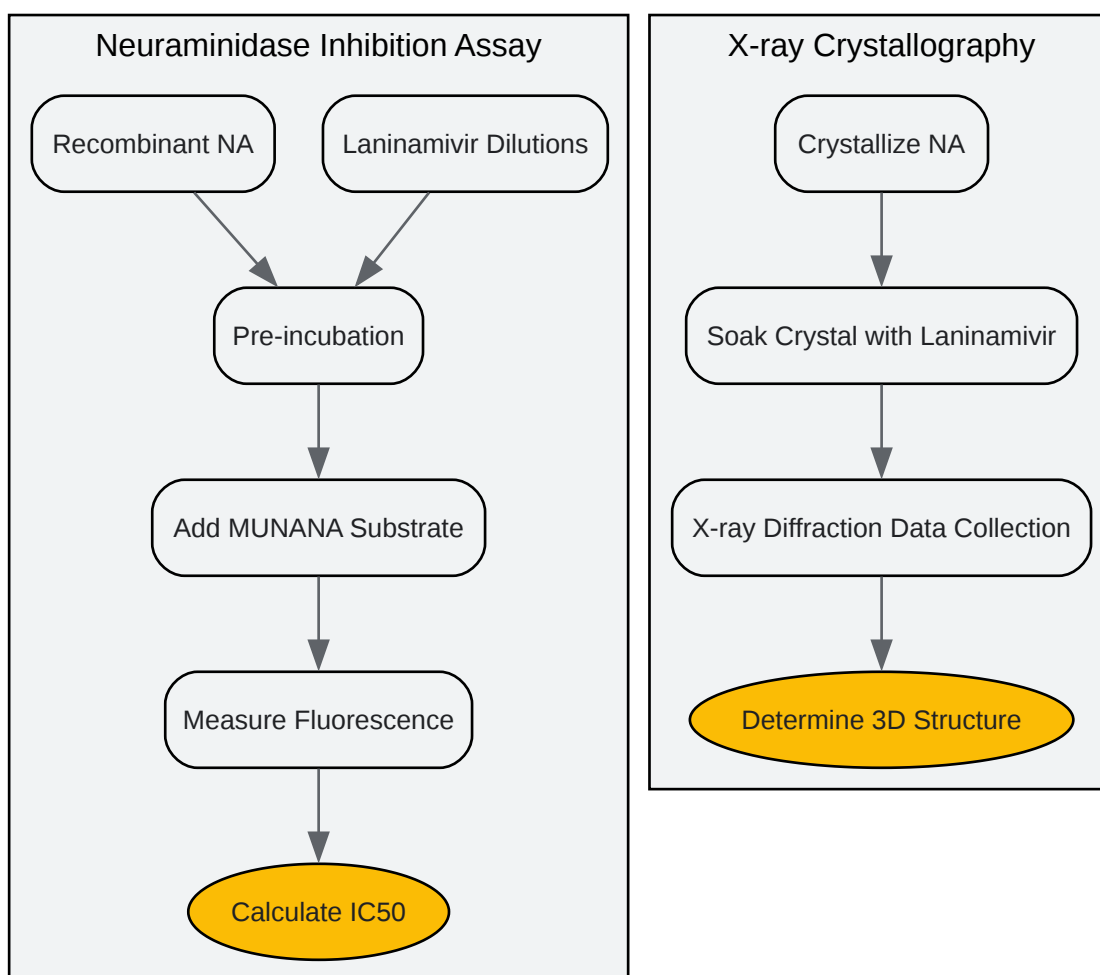 Neuraminidase Inhibition Assay
Recombinant NA
Laninamivir Dilutions
Pre-incubation
Add MUNANA Substrate
Measure Fluorescence
Calculate IC50
X-ray Crystallography
Crystallize NA
Soak Crystal with Laninamivir
X-ray Diffraction Data Collection
Determine 3D Structure